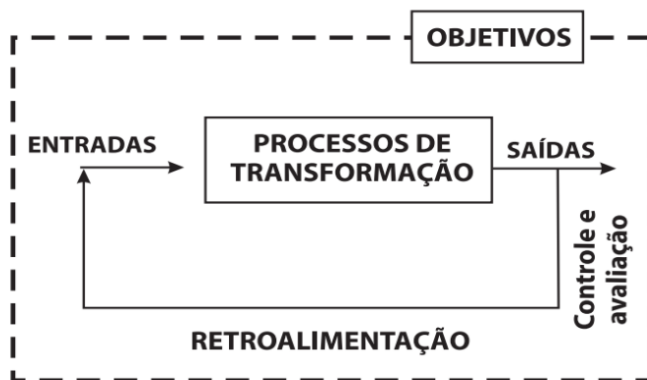 OBJETIVOS
ENTRADAS
PROCESSOS DE
TRANSFORMAÇÃO
SAÍDAS
Controle e
avaliação
RETROALIMENTAÇÃO